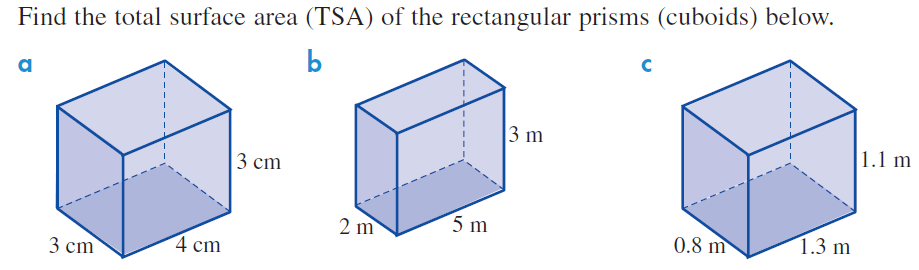 Find the total surface area (TSA) of the rectangular prisms (cuboids) below.
a b c
3 cm 3 m 1.1 m
3 cm 4 cm 2 m 5 m 0.8 m 1.3 m